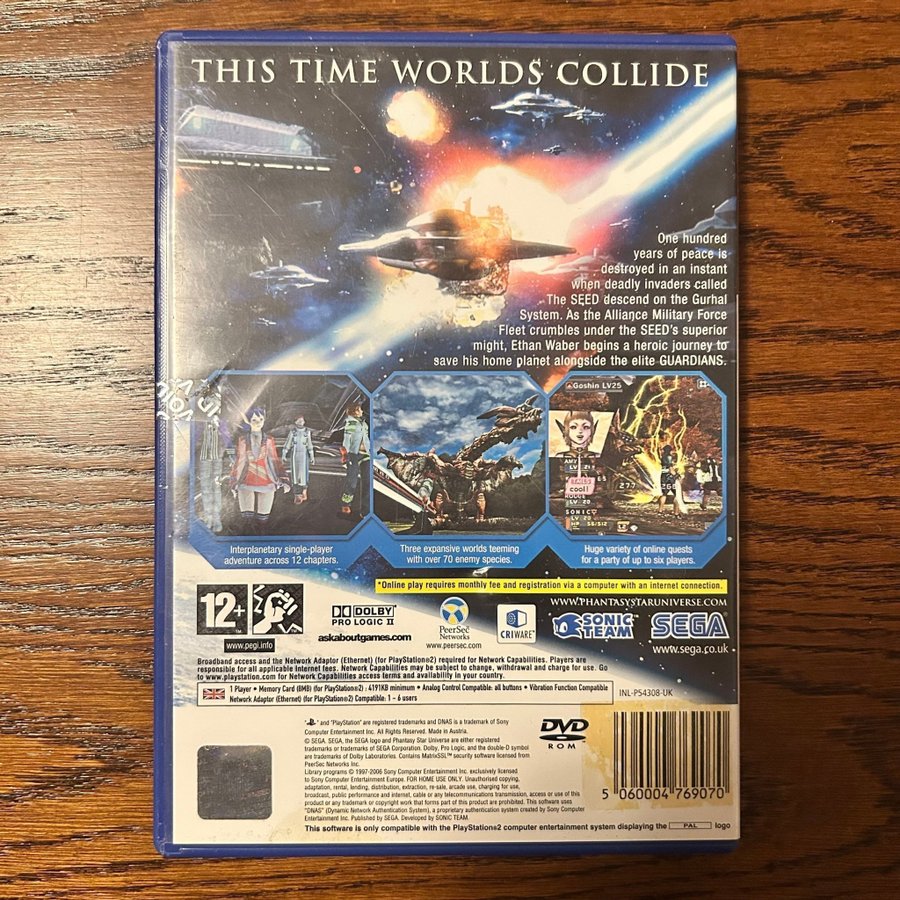 THIS TIME WORLDS COLLIDE
One hundred
years of peace is
destroyed in an instant
when deadly invaders called
The SEED descend on the Gurhal
System. As the Alliance Military Force
Fleet crumbles under the SEED's superior
might, Ethan Waber begins a heroic journey to
save his home planet alongside the elite GUARDIANS.
Goshin LV25
LV 20
cool!
277
SONIC
LV 20
Interplanetary single-player
adventure across 12 chapters.
Three expansive worlds teeming
with over 70 enemy species.
Huge variety of online quests
for a party of up to six players.
*Online play requires monthly fee and registration via a computer with an internet connection.
12+
www.pegi.info
DOLBY
PRO LOGIC II
askaboutgames.com
PeerSec
Networks
www.peersec.com
CRIWARE
WWW.PHANTASYSTARUNIVERSE.COM
SONIC
TEAM
SEGA
www.sega.co.uk
Broadband access and the Network Adaptor (Ethernet) (for PlayStation®2) required for Network Capabilities. Players are
responsible for all applicable Internet fees. Network Capabilities may be subject to change, withdrawal and charge for use. Go
to www.playstation.com for Network Capabilities access terms and availability in your country.
1 Player • Memory Card (8MB) (for PlayStation®2) : 4191KB minimum • Analog Control Compatible: all buttons • Vibration Function Compatible
Network Adaptor (Ethernet) (for PlayStation®2) Compatible: 1 - 6 users
INL-P54308-UK
" and "PlayStation" are registered trademarks and DNAS is a trademark of Sony
Computer Entertainment Inc. All Rights Reserved. Made in Austria.
© SEGA. SEGA, the SEGA logo and Phantasy Star Universe are either registered
trademarks or trademarks of SEGA Corporation. Dolby, Pro Logic, and the double-D symbol
are trademarks of Dolby Laboratories. Contains MatrixSSL™ security software licensed from
PeerSec Networks Inc.
Library programs © 1997-2006 Sony Computer Entertainment Inc. exclusively licensed
to Sony Computer Entertainment Europe. FOR HOME USE ONLY. Unauthorised copying,
adaptation, rental, lending, distribution, extraction, re-sale, arcade use, charging for use,
broadcast, public performance and internet, cable or any telecommunications transmission, access or use of this
product or any trademark or copyright work that forms part of this product are prohibited. This software uses
"DNAS" (Dynamic Network Authentication System), a proprietary authentication system created by Sony Computer
Entertainment Inc. Published by SEGA. Developed by SONIC TEAM.
DVD
ROM
5 060004 769070
This software is only compatible with the PlayStation®2 computer entertainment system displaying the PAL logo